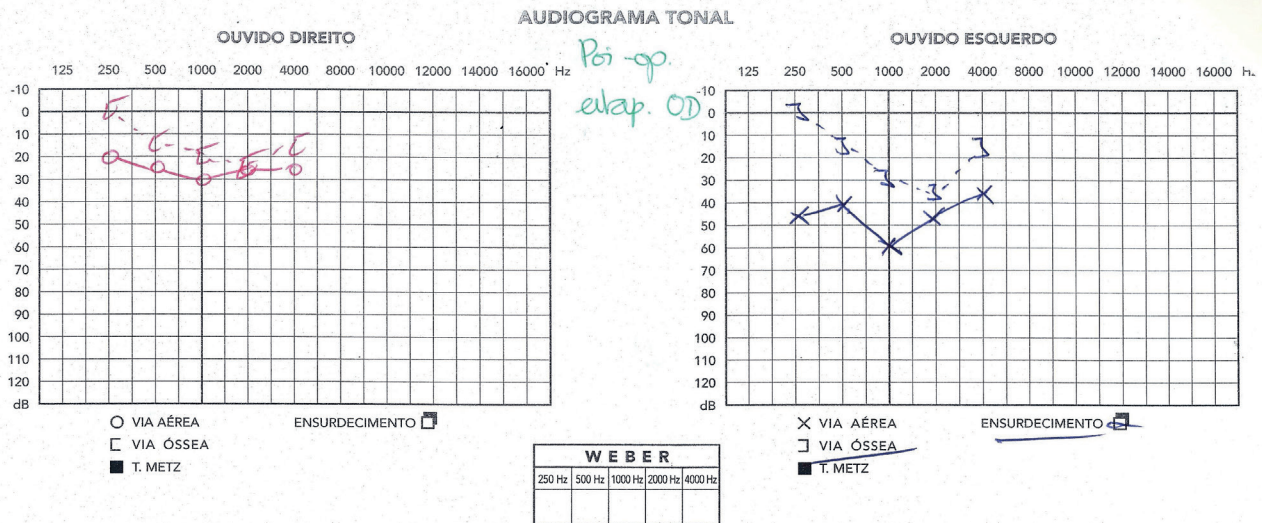 AUDIOGRAMA TONAL
OUVIDO DIREITO
125 250 500 1000 2000 4000 8000 10000 12000 14000 16000 Hz
-10
0
10
20
30
40
50
60
70
80
90
100
110
120
dB
VIA AÉREA
VIA ÓSSEA
T. METZ
ENSURDECIMENTO
OD
OUVIDO ESQUERDO
125 250 500 1000 2000 4000 8000 10000 12000 14000 16000 Hz
-10
0
10
20
30
40
50
60
70
80
90
100
110
120
dB
VIA AÉREA
VIA ÓSSEA
T. METZ
ENSURDECIMENTO
WEBER
250 Hz 500 Hz 1000 Hz 2000 Hz 4000 Hz